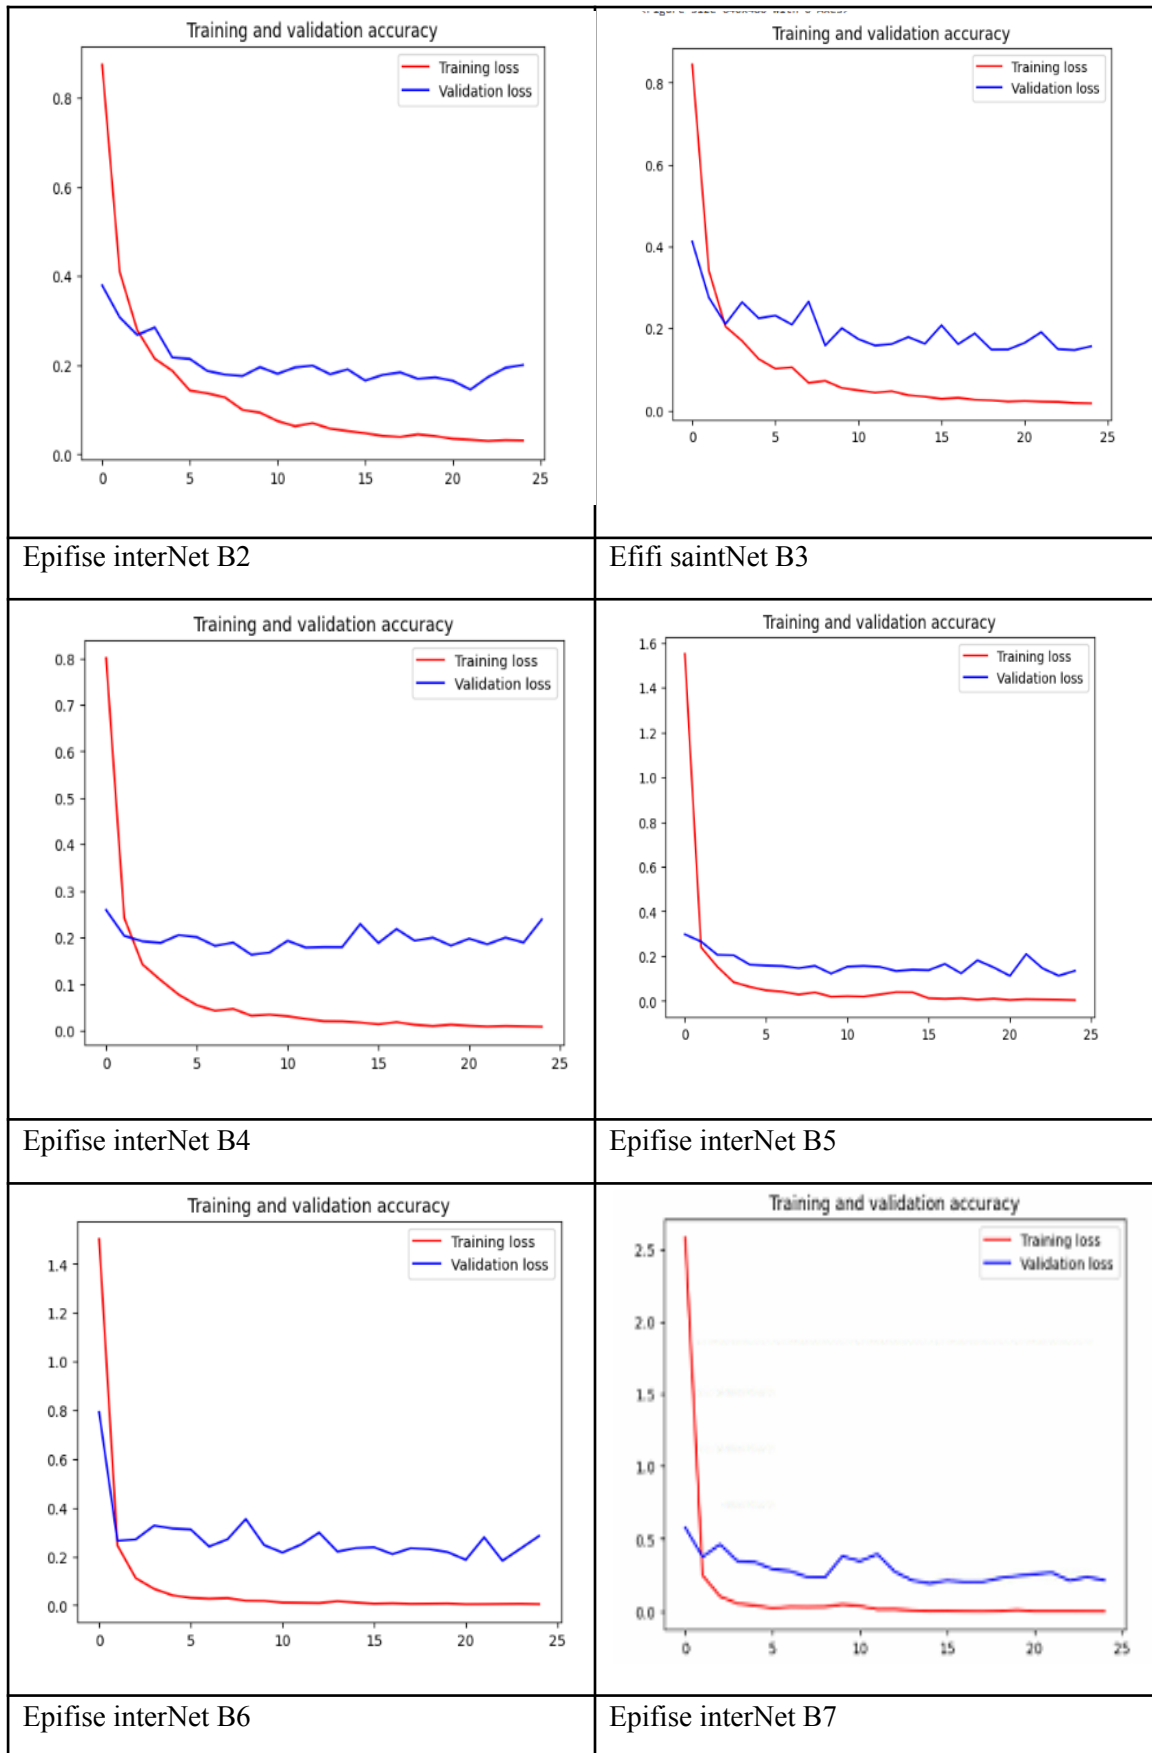 Training and validation accuracy
Training loss
Validation loss
0.8
0.6
0.4
0.2
0.0
0 5 10 15 20 25
Training and validation accuracy
Training loss
Validation loss
0.8
0.6
0.4
0.2
0.0
0 5 10 15 20 25
Epifise interNet B2
Efifi saintNet B3
Training and validation accuracy
Training loss
Validation loss
0.8
0.7
0.6
0.5
0.4
0.3
0.2
0.1
0.0
0 5 10 15 20 25
Training and validation accuracy
Training loss
Validation loss
1.6
1.4
1.2
1.0
0.8
0.6
0.4
0.2
0.0
0 5 10 15 20 25
Epifise interNet B4
Epifise interNet B5
Training and validation accuracy
Training loss
Validation loss
1.4
1.2
1.0
0.8
0.6
0.4
0.2
0.0
0 5 10 15 20 25
Training and validation accuracy
Training loss
Validation loss
2.5
2.0
1.5
1.0
0.5
0.0
0 5 10 15 20 25
Epifise interNet B6
Epifise interNet B7